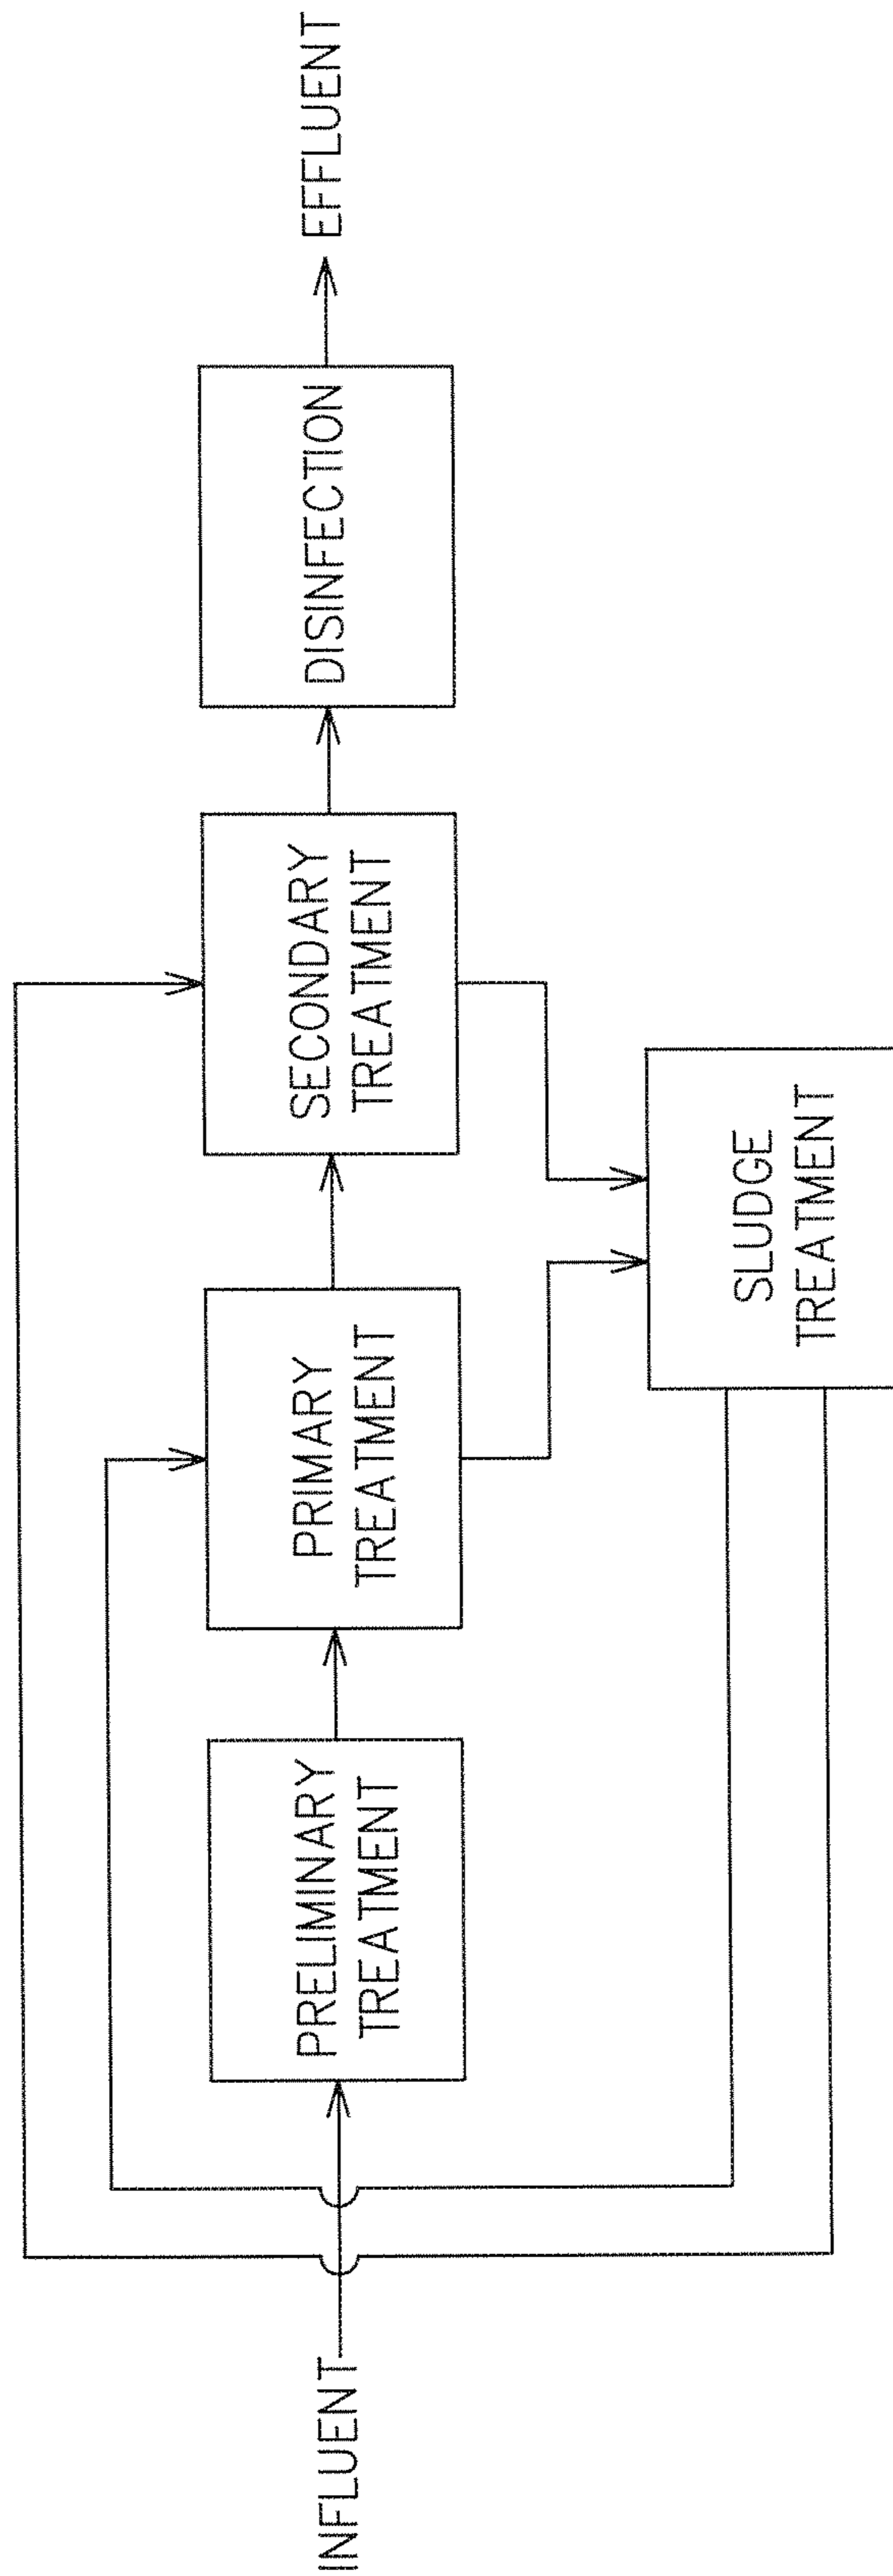 INFLUENT
PRELIMINARY
TREATMENT
PRIMARY
TREATMENT
SECONDARY
TREATMENT
DISINFECTION
EFFLUENT
SLUDGE
TREATMENT